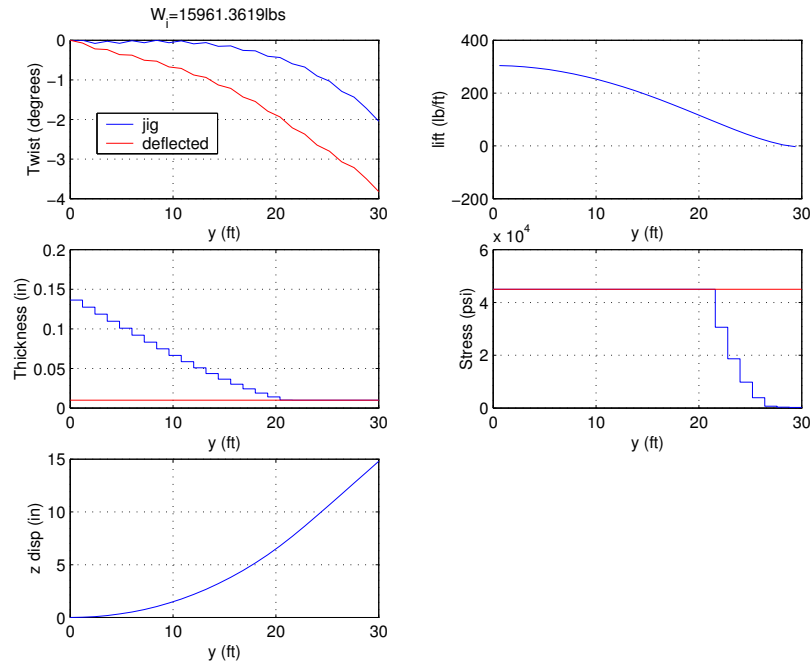 W_i=15961.3619lbs
0
−1
−2
−3
−4
Twist (degrees)
jig
deflected
0 10 20 30
y (ft)
400
200
0
−200
lift (lb/ft)
0 10 20 30
y (ft)
0.2
0.15
0.1
0.05
0
Thickness (in)
0 10 20 30
y (ft)
x 10^4
6
4
2
0
Stress (psi)
0 10 20 30
y (ft)
15
10
5
0
z disp (in)
0 10 20 30
y (ft)